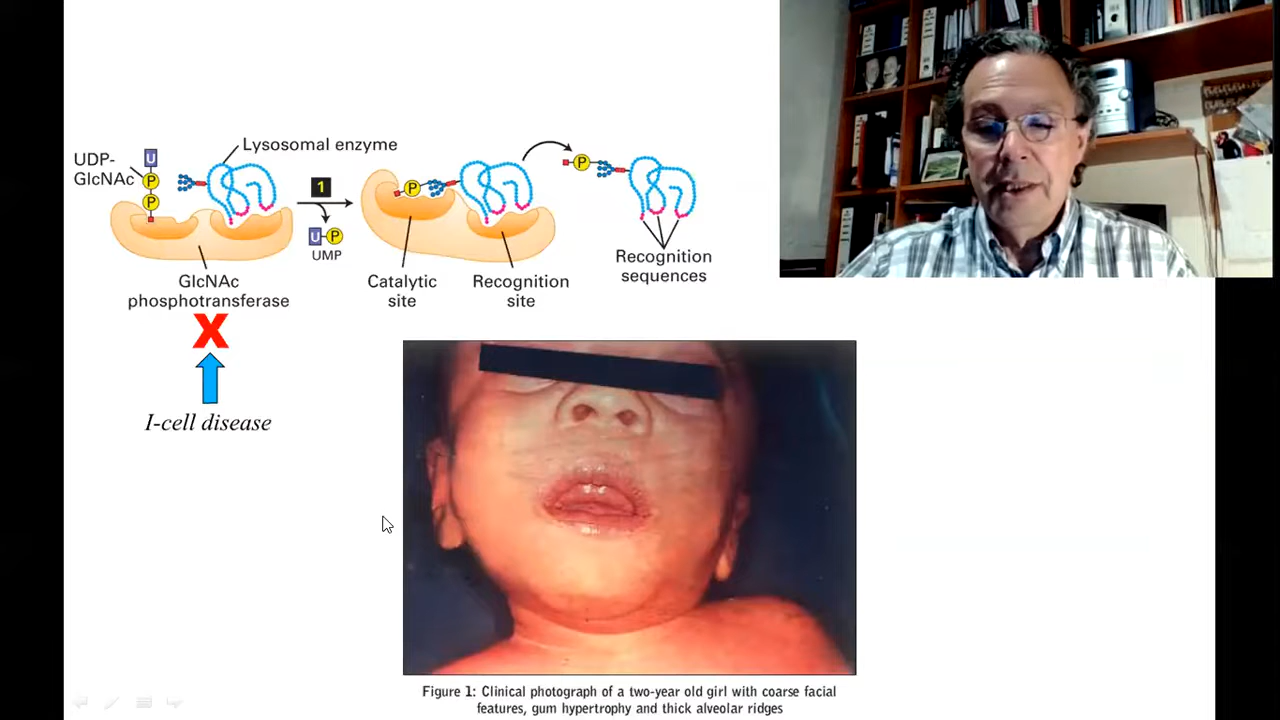 Lysosomal enzyme
UDP-
GlcNAc
U
P
P
1
U P
UMP
P
P
GlcNAc
phosphotransferase
Catalytic
site
Recognition
site
Recognition
sequences
X
I-cell disease
Figure 1: Clinical photograph of a two-year old girl with coarse facial
features, gum hypertrophy and thick alveolar ridges